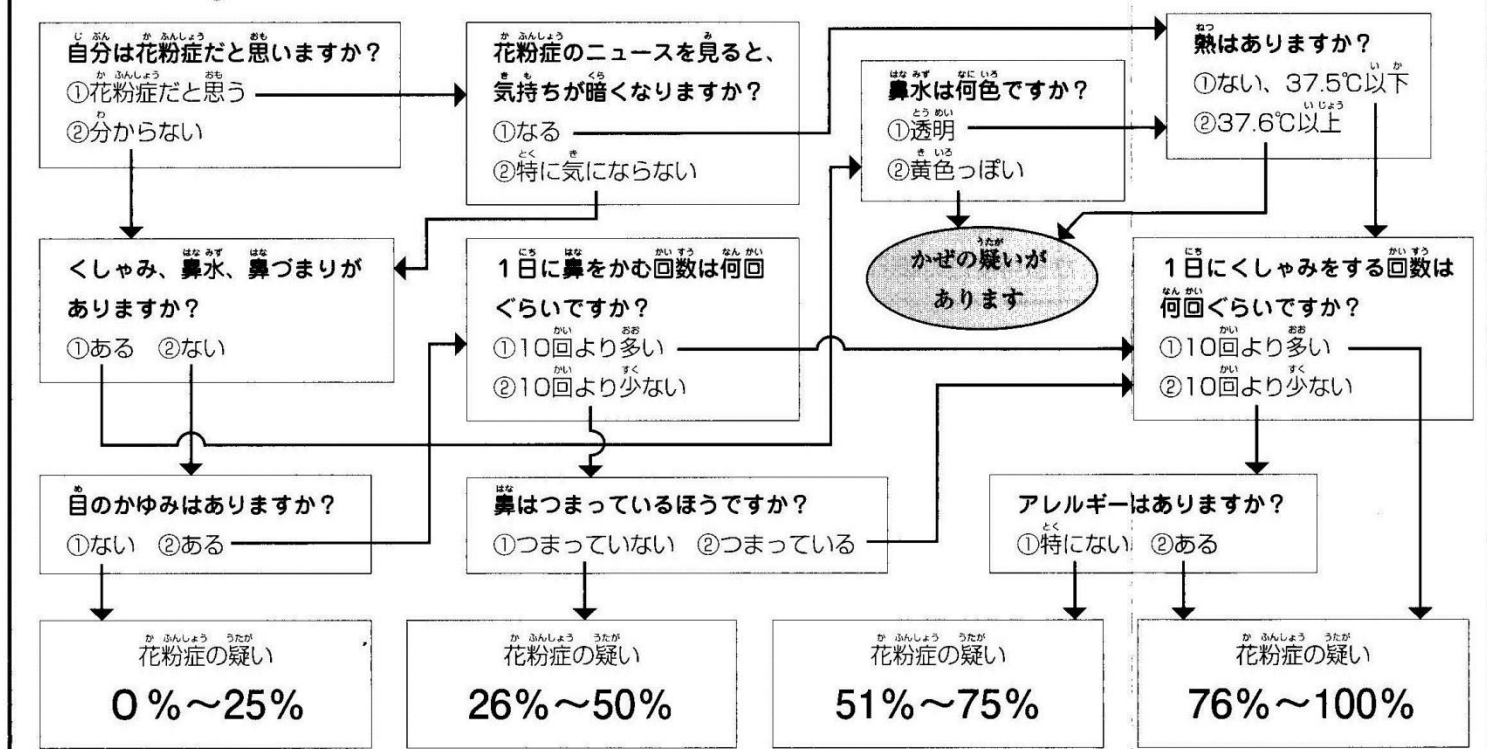 自分は花粉症だと思いますか？
①花粉症だと思う
②分からない
花粉症のニュースを見ると、
気持ちが暗くなりますか？
①なる
②特に気にならない
鼻水は何色ですか？
①透明
②黄色っぽい
熱はありますか？
①ない、37.5℃以下
②37.6℃以上
くしゃみ、鼻水、鼻づまりが
ありますか？
①ある ②ない
1日に鼻をかむ回数は何回
ぐらいですか？
①10回より多い
②10回より少ない
かぜの疑いが
あります
1日にくしゃみをする回数は
何回ぐらいですか？
①10回より多い
②10回より少ない
目のかゆみはありますか？
①ない ②ある
鼻はつまっているほうですか？
①つまっていない ②つまっている
アレルギーはありますか？
①特にない ②ある
花粉症の疑い
0%～25%
花粉症の疑い
26%～50%
花粉症の疑い
51%～75%
花粉症の疑い
76%～100%